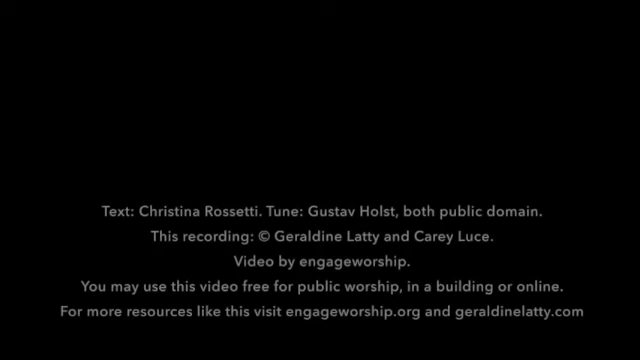 Text: Christina Rossetti. Tune: Gustav Holst, both public domain.
This recording: © Geraldine Latty and Carey Luce.
Video by engageworship.
You may use this video free for public worship, in a building or online.
For more resources like this visit engageworship.org and geraldinelatty.com